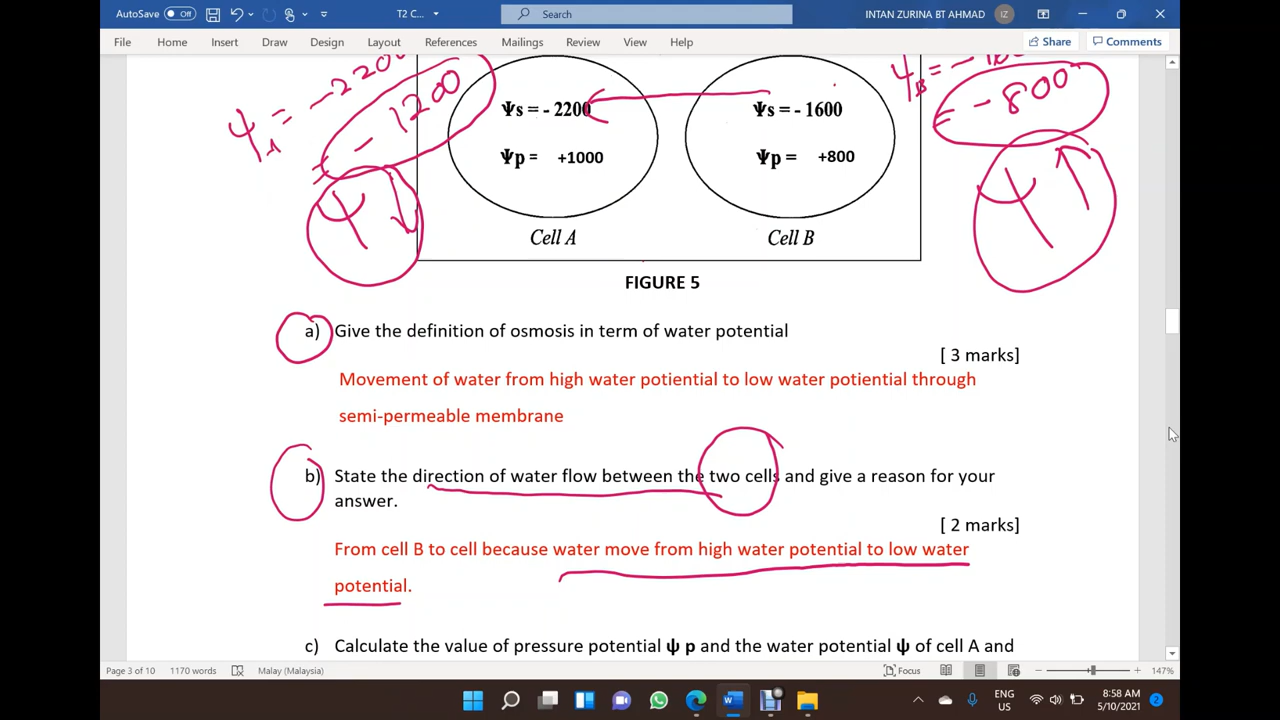 AutoSave Off T2 C... Search INTAN ZURINA BT AHMAD IZ
File Home Insert Draw Design Layout References Mailings Review View Help Share Comments
ΨA = -2200
= -1200
Ψ ↓
Ψs = - 2200
Ψp = +1000
Cell A
Ψs = - 1600
Ψp = +800
Cell B
ΨB =
= -800
Ψ ↑
FIGURE 5
a) Give the definition of osmosis in term of water potential
[ 3 marks]
Movement of water from high water potiential to low water potiential through
semi-permeable membrane
b) State the direction of water flow between the two cells and give a reason for your
answer.
[ 2 marks]
From cell B to cell because water move from high water potential to low water
potential.
c) Calculate the value of pressure potential ψ p and the water potential ψ of cell A and
Page 3 of 10 1170 words Malay (Malaysia) Focus 147%
ENG
US
8:58 AM
5/10/2021
2